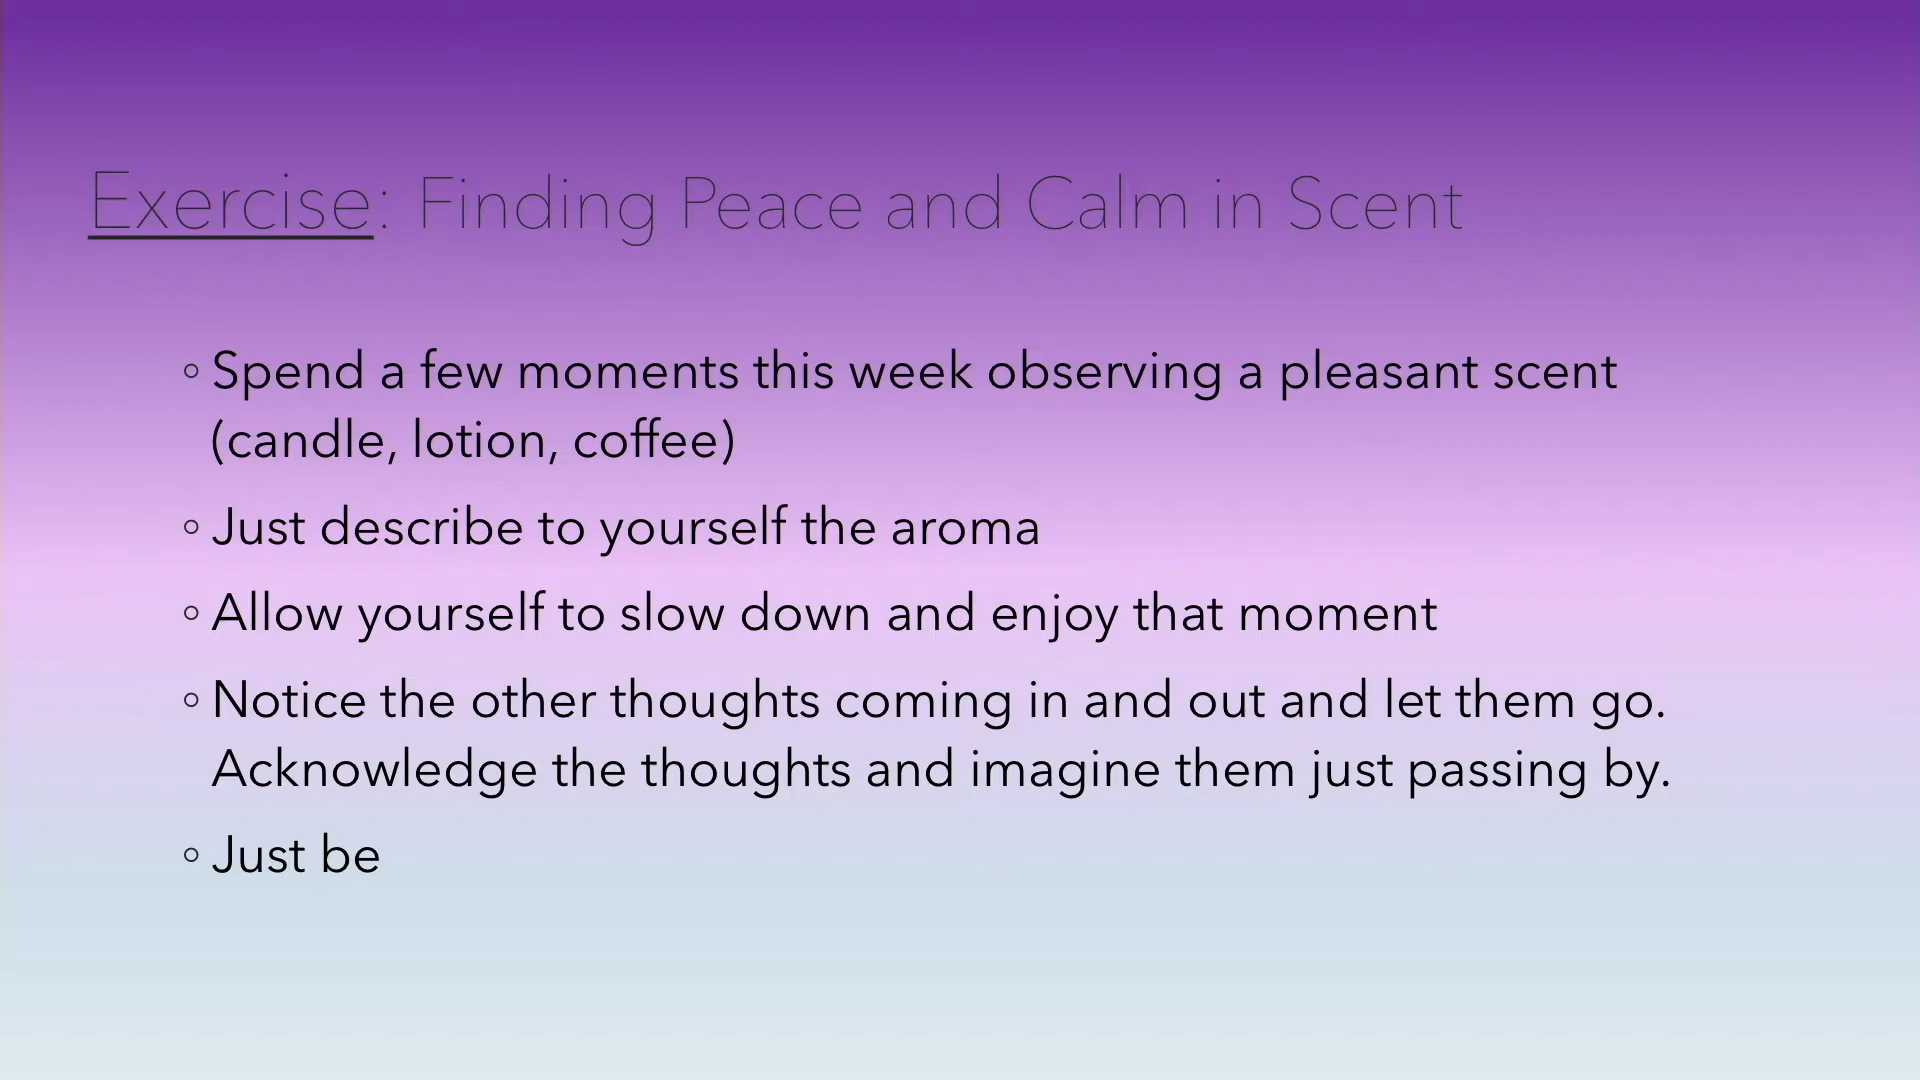 Exercise: Finding Peace and Calm in Scent
◦ Spend a few moments this week observing a pleasant scent
(candle, lotion, coffee)
◦ Just describe to yourself the aroma
◦ Allow yourself to slow down and enjoy that moment
◦ Notice the other thoughts coming in and out and let them go.
Acknowledge the thoughts and imagine them just passing by.
◦ Just be